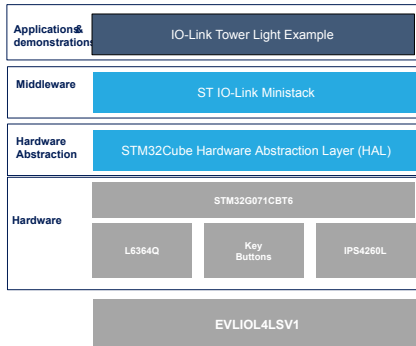 Applications& demonstrations
IO-Link Tower Light Example
Middleware
ST IO-Link Ministack
Hardware Abstraction
STM32Cube Hardware Abstraction Layer (HAL)
Hardware
STM32G071CBT6
L6364Q
Key
Buttons
IPS4260L
EVLIOL4LSV1